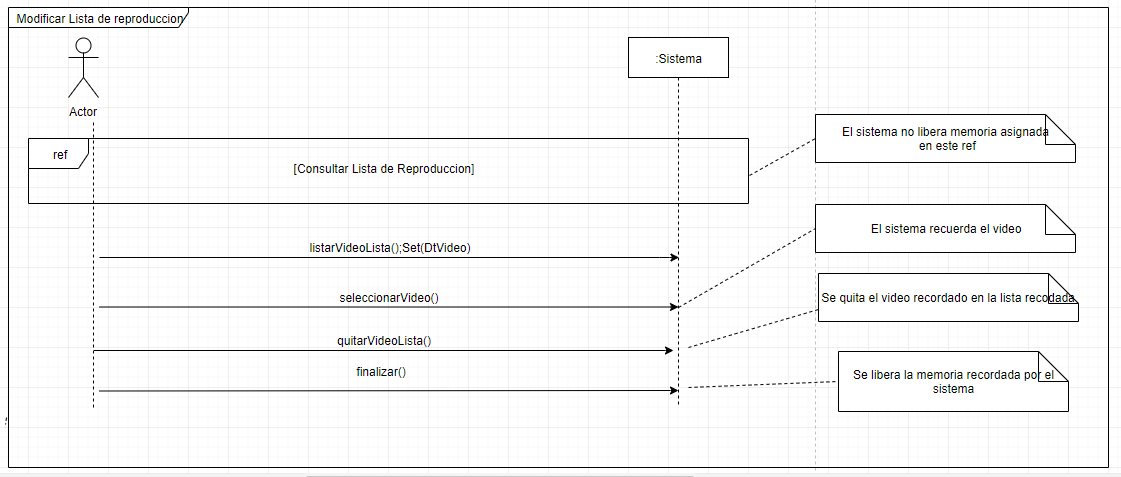 Modificar Lista de reproduccion
:Sistema
Actor
El sistema no libera memoria asignada
en este ref
ref
[Consultar Lista de Reproduccion]
El sistema recuerda el video
listarVideoLista();Set(DtVideo)
seleccionarVideo()
Se quita el video recordado en la lista recodada
quitarVideoLista()
finalizar()
Se libera la memoria recordada por el
sistema